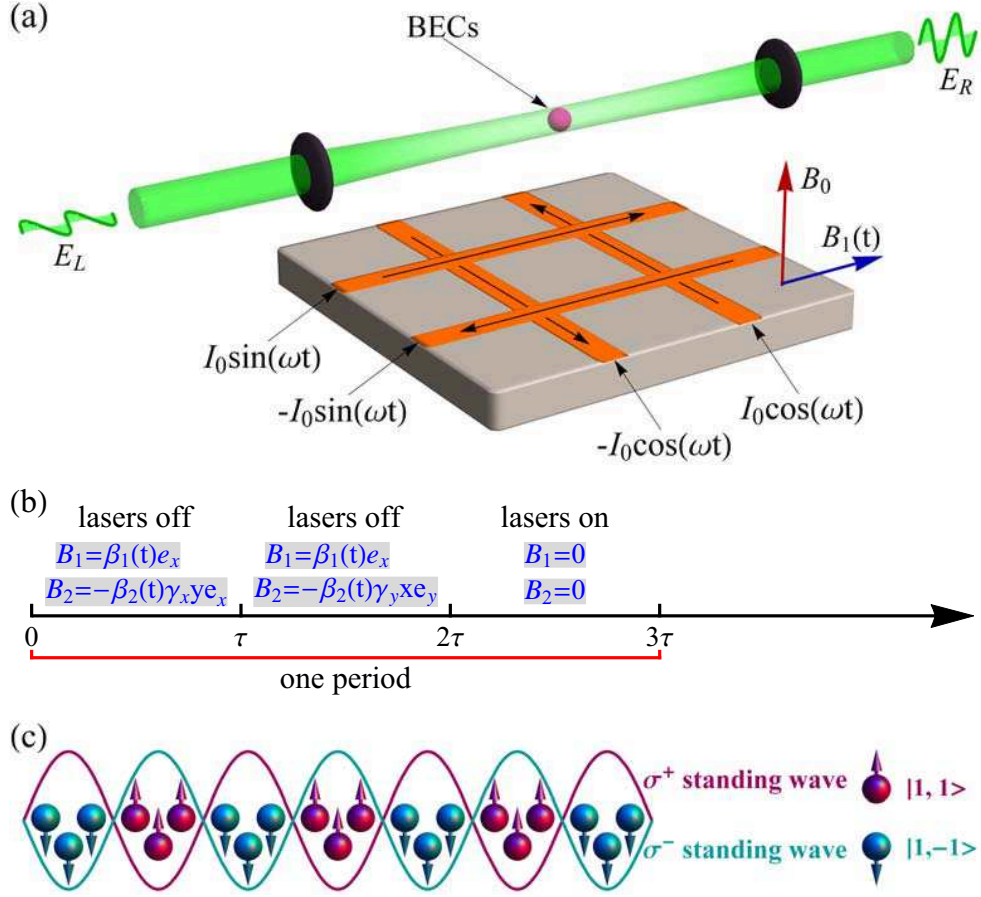 (a)
BECs
E_R
B_0
B_1(t)
E_L
I_0sin(ωt)
-I_0sin(ωt)
I_0cos(ωt)
-I_0cos(ωt)
(b)
lasers off lasers off lasers on
B_1=β_1(t)e_x B_1=β_1(t)e_x B_1=0
B_2=−β_2(t)γ_xye_x B_2=−β_2(t)γ_yxe_y B_2=0
0 τ 2τ 3τ
one period
(c)
σ⁺ standing wave |1, 1>
σ⁻ standing wave |1,−1>